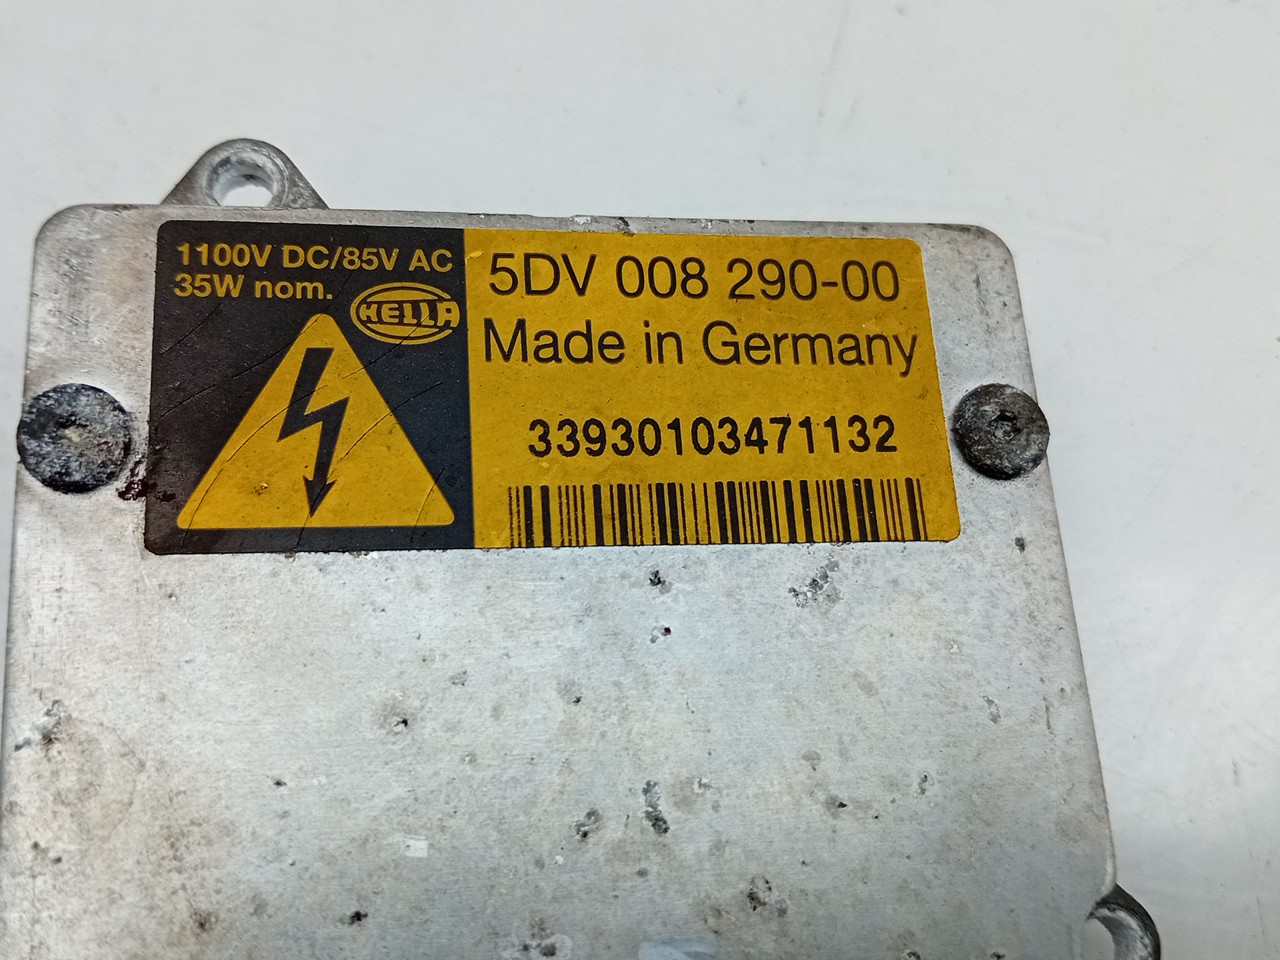 1100V DC/85V AC
35W nom.
HELLA
5DV 008 290-00
Made in Germany
33930103471132